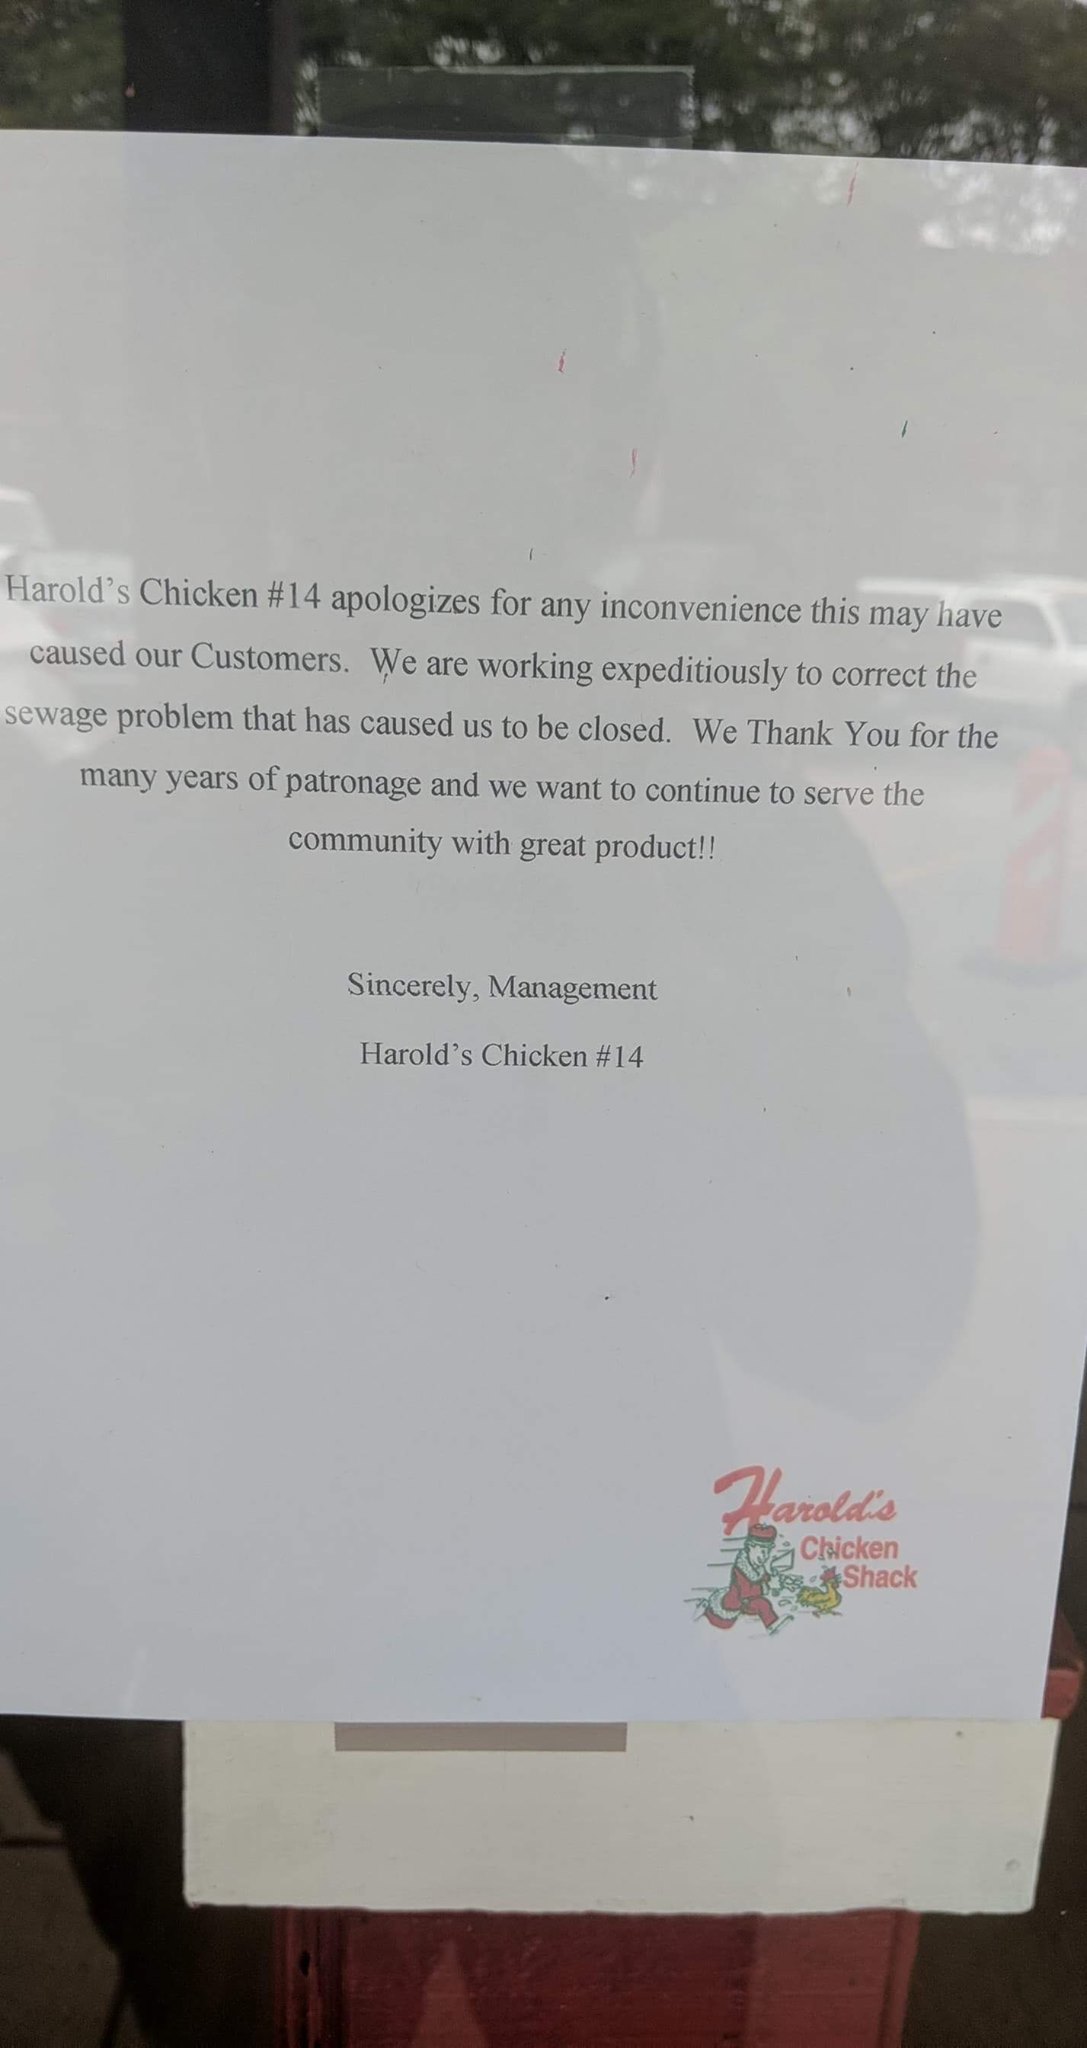 Harold's Chicken #14 apologizes for any inconvenience this may have
caused our Customers.  We are working expeditiously to correct the
sewage problem that has caused us to be closed.  We Thank You for the
many years of patronage and we want to continue to serve the
community with great product!!
Sincerely, Management
Harold's Chicken #14
Harold's
Chicken
Shack